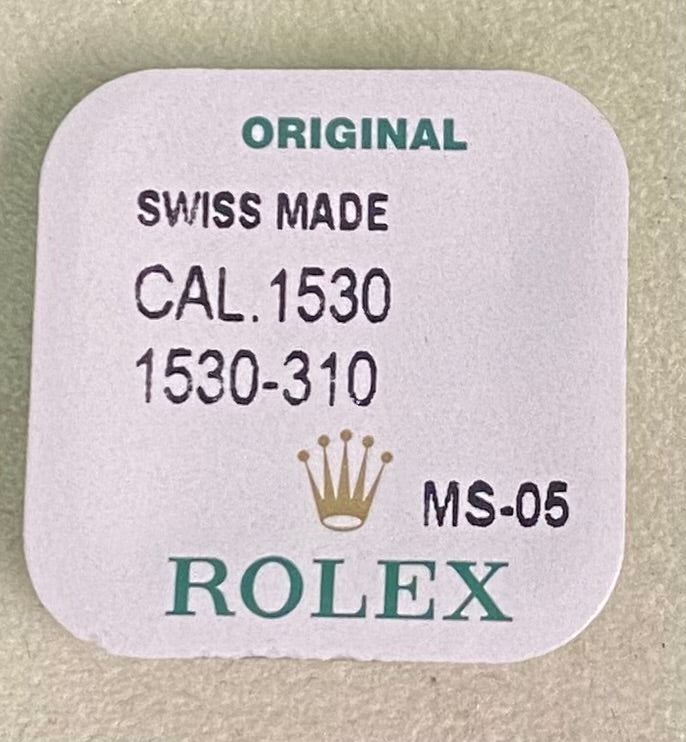 ORIGINAL
SWISS MADE
CAL.1530
1530-310
MS-05
ROLEX